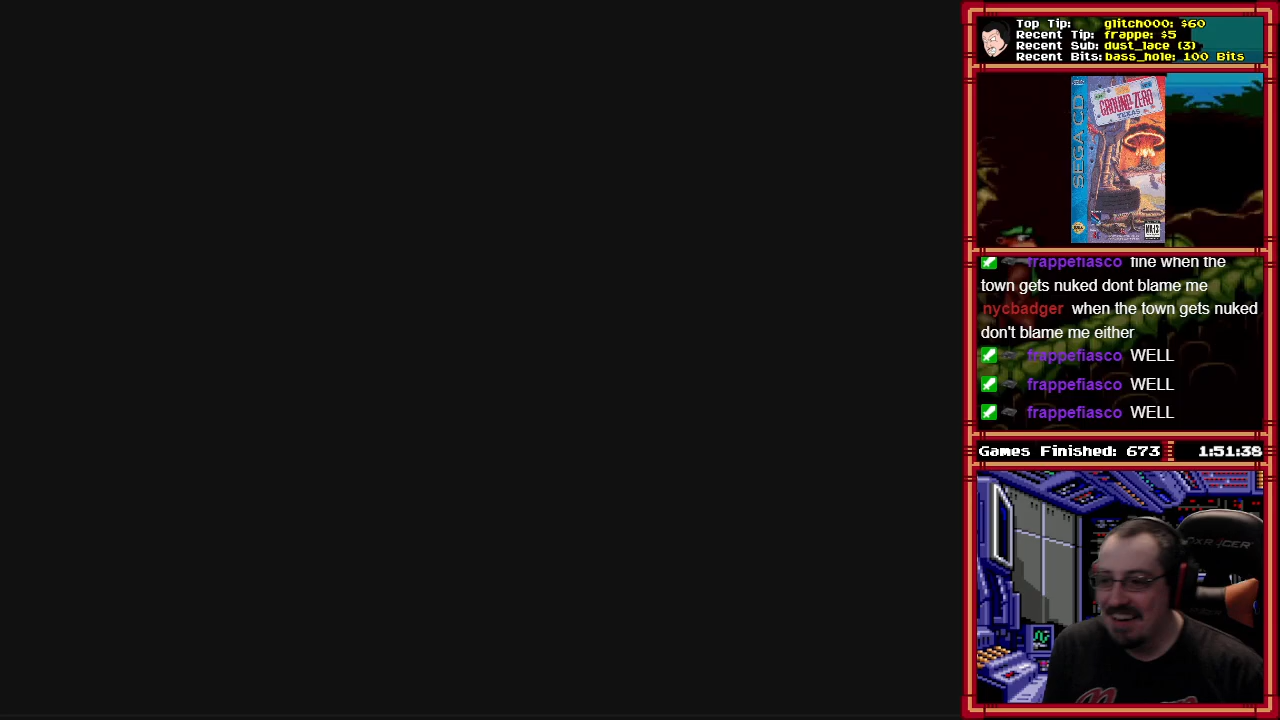 Top Tip: glitch000: $60
Recent Tip: frappe: $5
Recent Sub: dust_lace (3)
Recent Bits: bass_hole: 100 Bits
SEGA CD
GROUND ZERO
TEXAS
frappefiasco fine when the
town gets nuked dont blame me
nycbadger when the town gets nuked
don't blame me either
frappefiasco WELL
frappefiasco WELL
frappefiasco WELL
Games Finished: 673
1:51:38
DXRACER